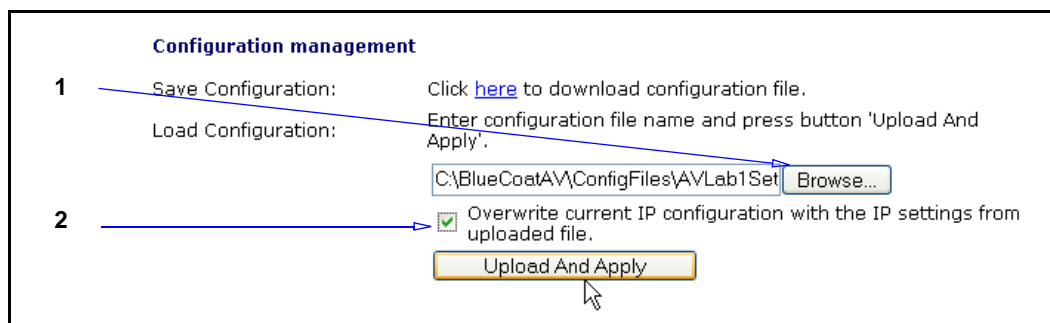 Configuration management
1
Save Configuration:
Click here to download configuration file.
Load Configuration:
Enter configuration file name and press button 'Upload And
Apply'.
C:\BlueCoatAV\ConfigFiles\AVLab1Set
Browse...
2
Overwrite current IP configuration with the IP settings from
uploaded file.
Upload And Apply